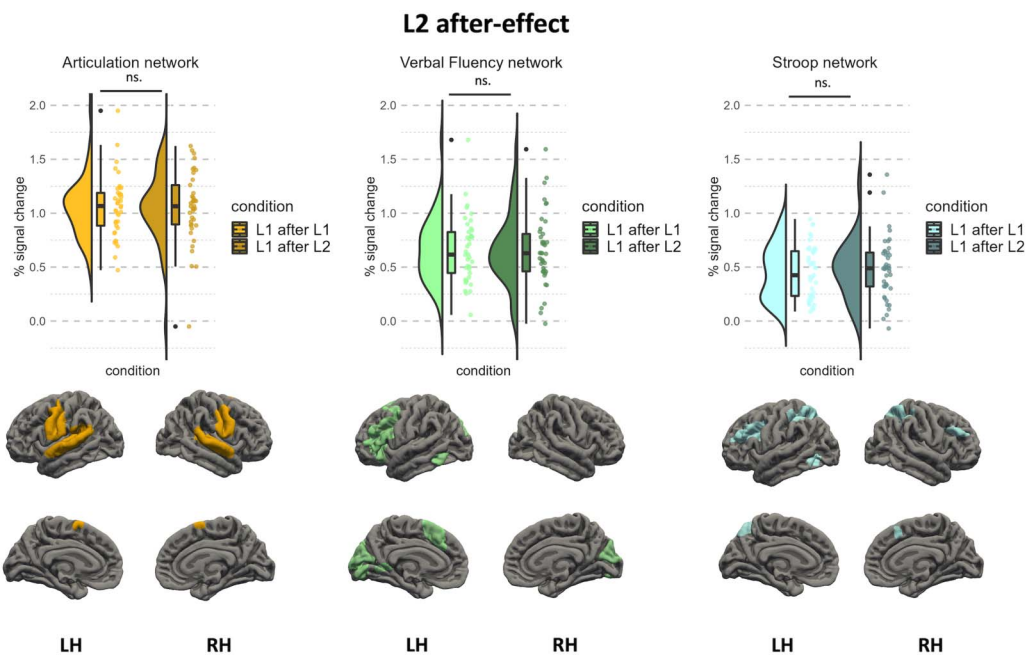 L2 after-effect
Articulation network
ns.
% signal change
2.0
1.5
1.0
0.5
0.0
condition
condition
L1 after L1
L1 after L2
Verbal Fluency network
ns.
% signal change
2.0
1.5
1.0
0.5
0.0
condition
condition
L1 after L1
L1 after L2
Stroop network
ns.
% signal change
2.0
1.5
1.0
0.5
0.0
condition
condition
L1 after L1
L1 after L2
LH RH LH RH LH RH